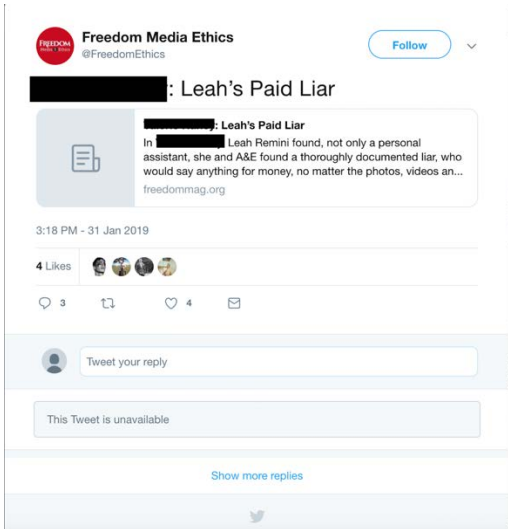 FREEDOM
Media Ethics
Freedom Media Ethics
@FreedomEthics
Follow
: Leah's Paid Liar
: Leah's Paid Liar
In Leah Remini found, not only a personal
assistant, she and A&E found a thoroughly documented liar, who
would say anything for money, no matter the photos, videos an...
freedommag.org
3:18 PM - 31 Jan 2019
4 Likes
3 4
Tweet your reply
This Tweet is unavailable
Show more replies